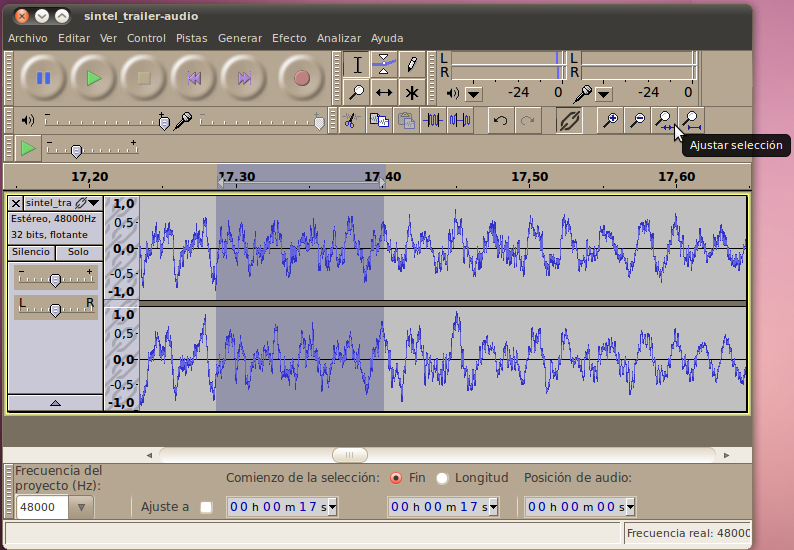 sintel_trailer-audio
Archivo Editar Ver Control Pistas Generar Efecto Analizar Ayuda
L
R
L
R
-24 0
-24 0
Ajustar selección
17,20 17,30 17,40 17,50 17,60
sintel_tra
Estéreo, 48000Hz
32 bits, flotante
Silencio Solo
- +
L R
1,0
0,5
0,0
-0,5
-1,0
1,0
0,5
0,0
-0,5
-1,0
Frecuencia del
proyecto (Hz):
48000
Ajuste a
Comienzo de la selección:
Fin
Longitud
Posición de audio:
00 h 00 m 17 s
00 h 00 m 17 s
00 h 00 m 00 s
Frecuencia real: 48000